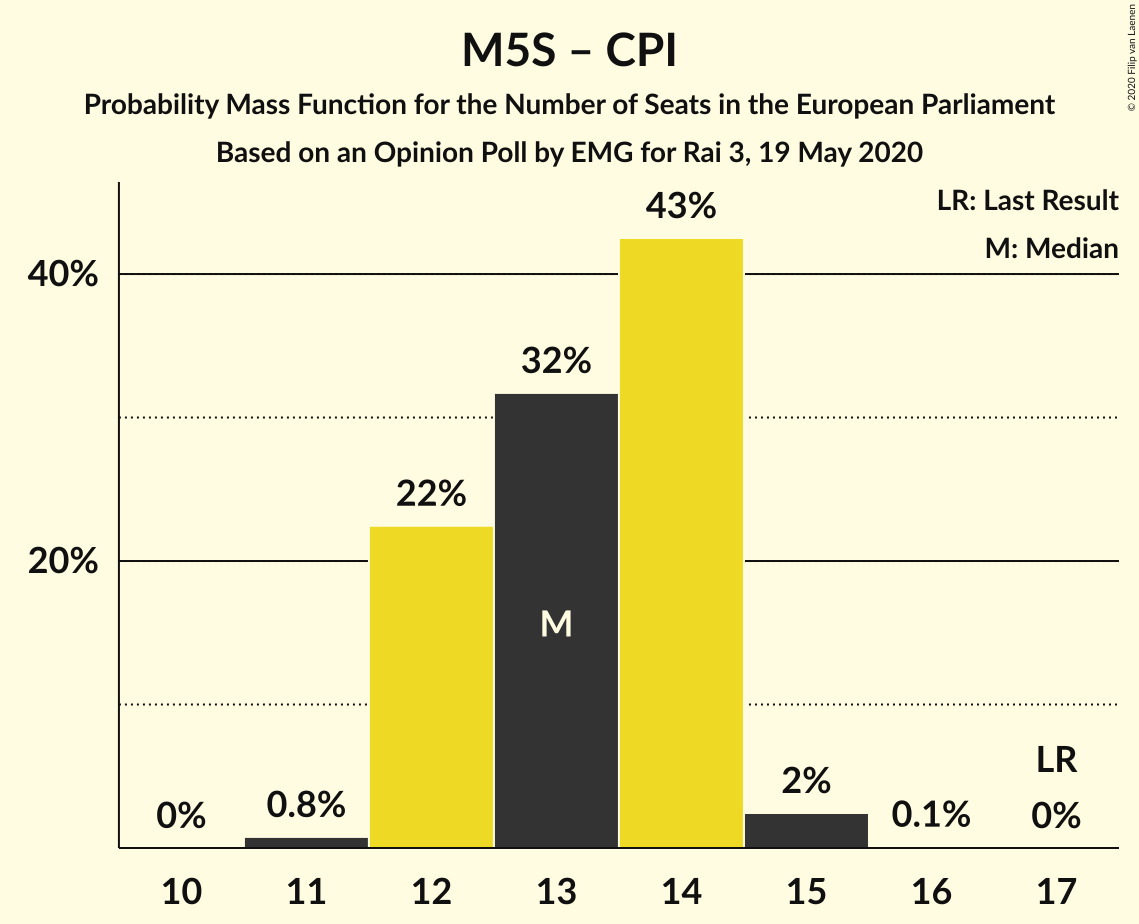 M5S – CPI
Probability Mass Function for the Number of Seats in the European Parliament
Based on an Opinion Poll by EMG for Rai 3, 19 May 2020
© 2020 Filip van Laenen
LR: Last Result
M: Median
40%
20%
0%
0.8%
22%
32%
43%
2%
0.1%
0%
LR
M
10 11 12 13 14 15 16 17